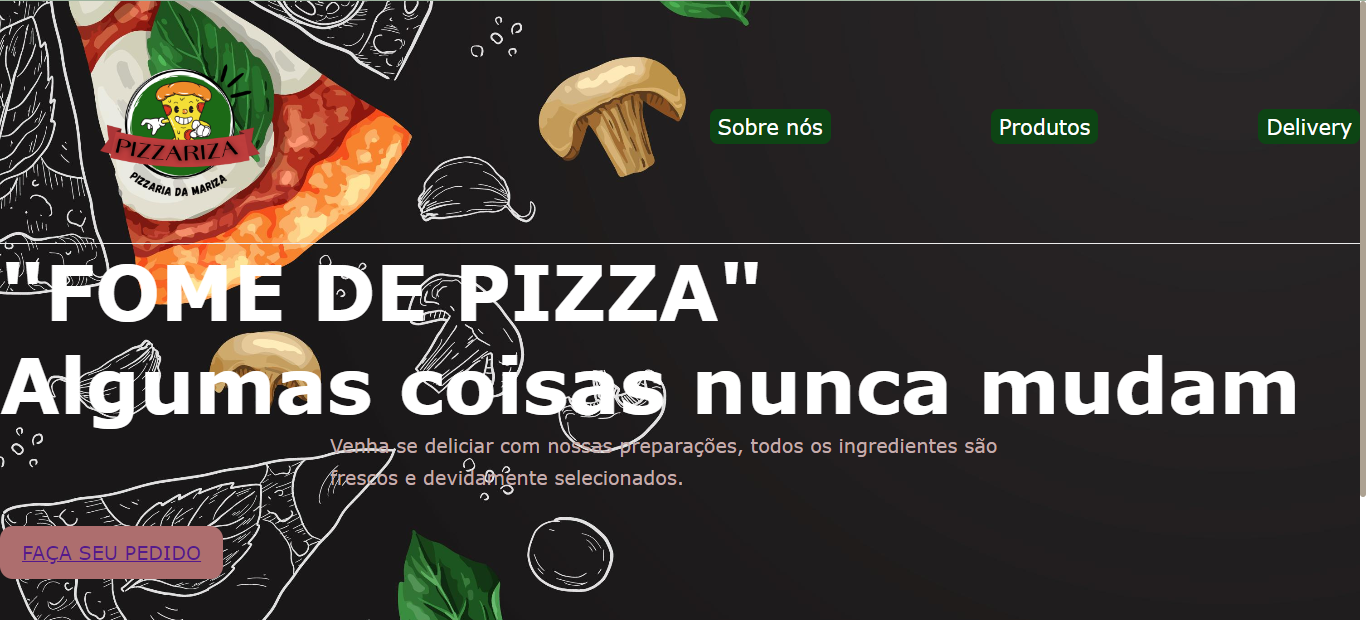 PIZZARIZA
PIZZARIA DA MARIZA
Sobre nós
Produtos
Delivery
"FOME DE PIZZA"
Algumas coisas nunca mudam
Venha se deliciar com nossas preparações, todos os ingredientes são
frescos e devidamente selecionados.
FAÇA SEU PEDIDO